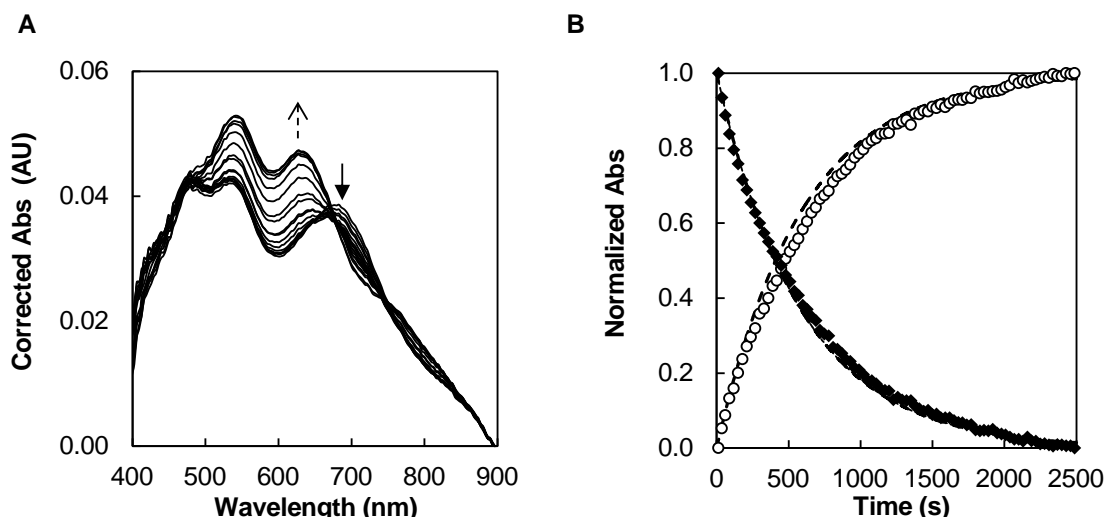 A
Corrected Abs (AU)
0.06
0.04
0.02
0.00
400 500 600 700 800 900
Wavelength (nm)
B
Normalized Abs
1.0
0.8
0.6
0.4
0.2
0.0
0 500 1000 1500 2000 2500
Time (s)